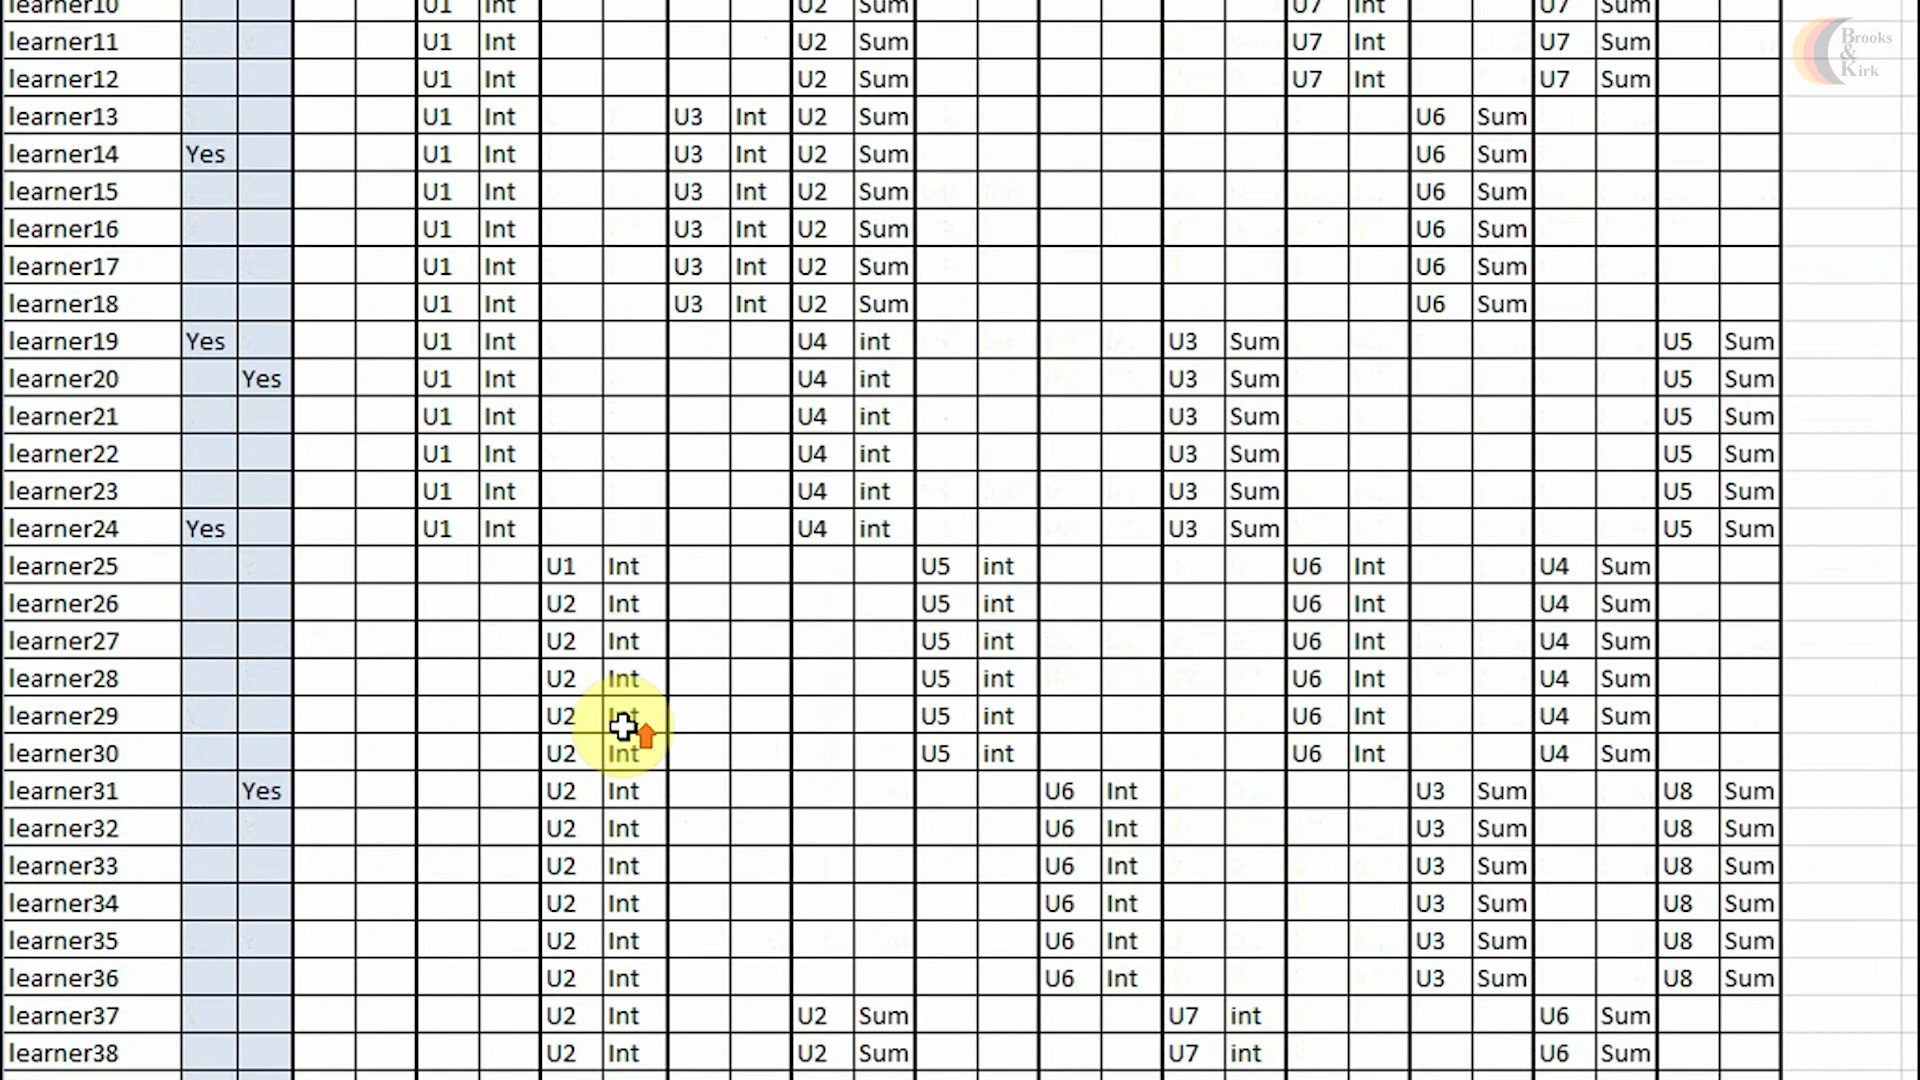 learner10 U1 Int U2 Sum U7 Int U7 Sum
learner11 U1 Int U2 Sum U7 Int U7 Sum
learner12 U1 Int U2 Sum U7 Int U7 Sum
learner13 U1 Int U3 Int U2 Sum U6 Sum
learner14 Yes U1 Int U3 Int U2 Sum U6 Sum
learner15 U1 Int U3 Int U2 Sum U6 Sum
learner16 U1 Int U3 Int U2 Sum U6 Sum
learner17 U1 Int U3 Int U2 Sum U6 Sum
learner18 U1 Int U3 Int U2 Sum U6 Sum
learner19 Yes U1 Int U4 int U3 Sum U5 Sum
learner20 Yes U1 Int U4 int U3 Sum U5 Sum
learner21 U1 Int U4 int U3 Sum U5 Sum
learner22 U1 Int U4 int U3 Sum U5 Sum
learner23 U1 Int U4 int U3 Sum U5 Sum
learner24 Yes U1 Int U4 int U3 Sum U5 Sum
learner25 U1 Int U5 int U6 Int U4 Sum
learner26 U2 Int U5 int U6 Int U4 Sum
learner27 U2 Int U5 int U6 Int U4 Sum
learner28 U2 Int U5 int U6 Int U4 Sum
learner29 U2 Int U5 int U6 Int U4 Sum
learner30 U2 Int U5 int U6 Int U4 Sum
learner31 Yes U2 Int U6 Int U3 Sum U8 Sum
learner32 U2 Int U6 Int U3 Sum U8 Sum
learner33 U2 Int U6 Int U3 Sum U8 Sum
learner34 U2 Int U6 Int U3 Sum U8 Sum
learner35 U2 Int U6 Int U3 Sum U8 Sum
learner36 U2 Int U6 Int U3 Sum U8 Sum
learner37 U2 Int U2 Sum U7 int U6 Sum
learner38 U2 Int U2 Sum U7 int U6 Sum
Brooks
&
Kirk